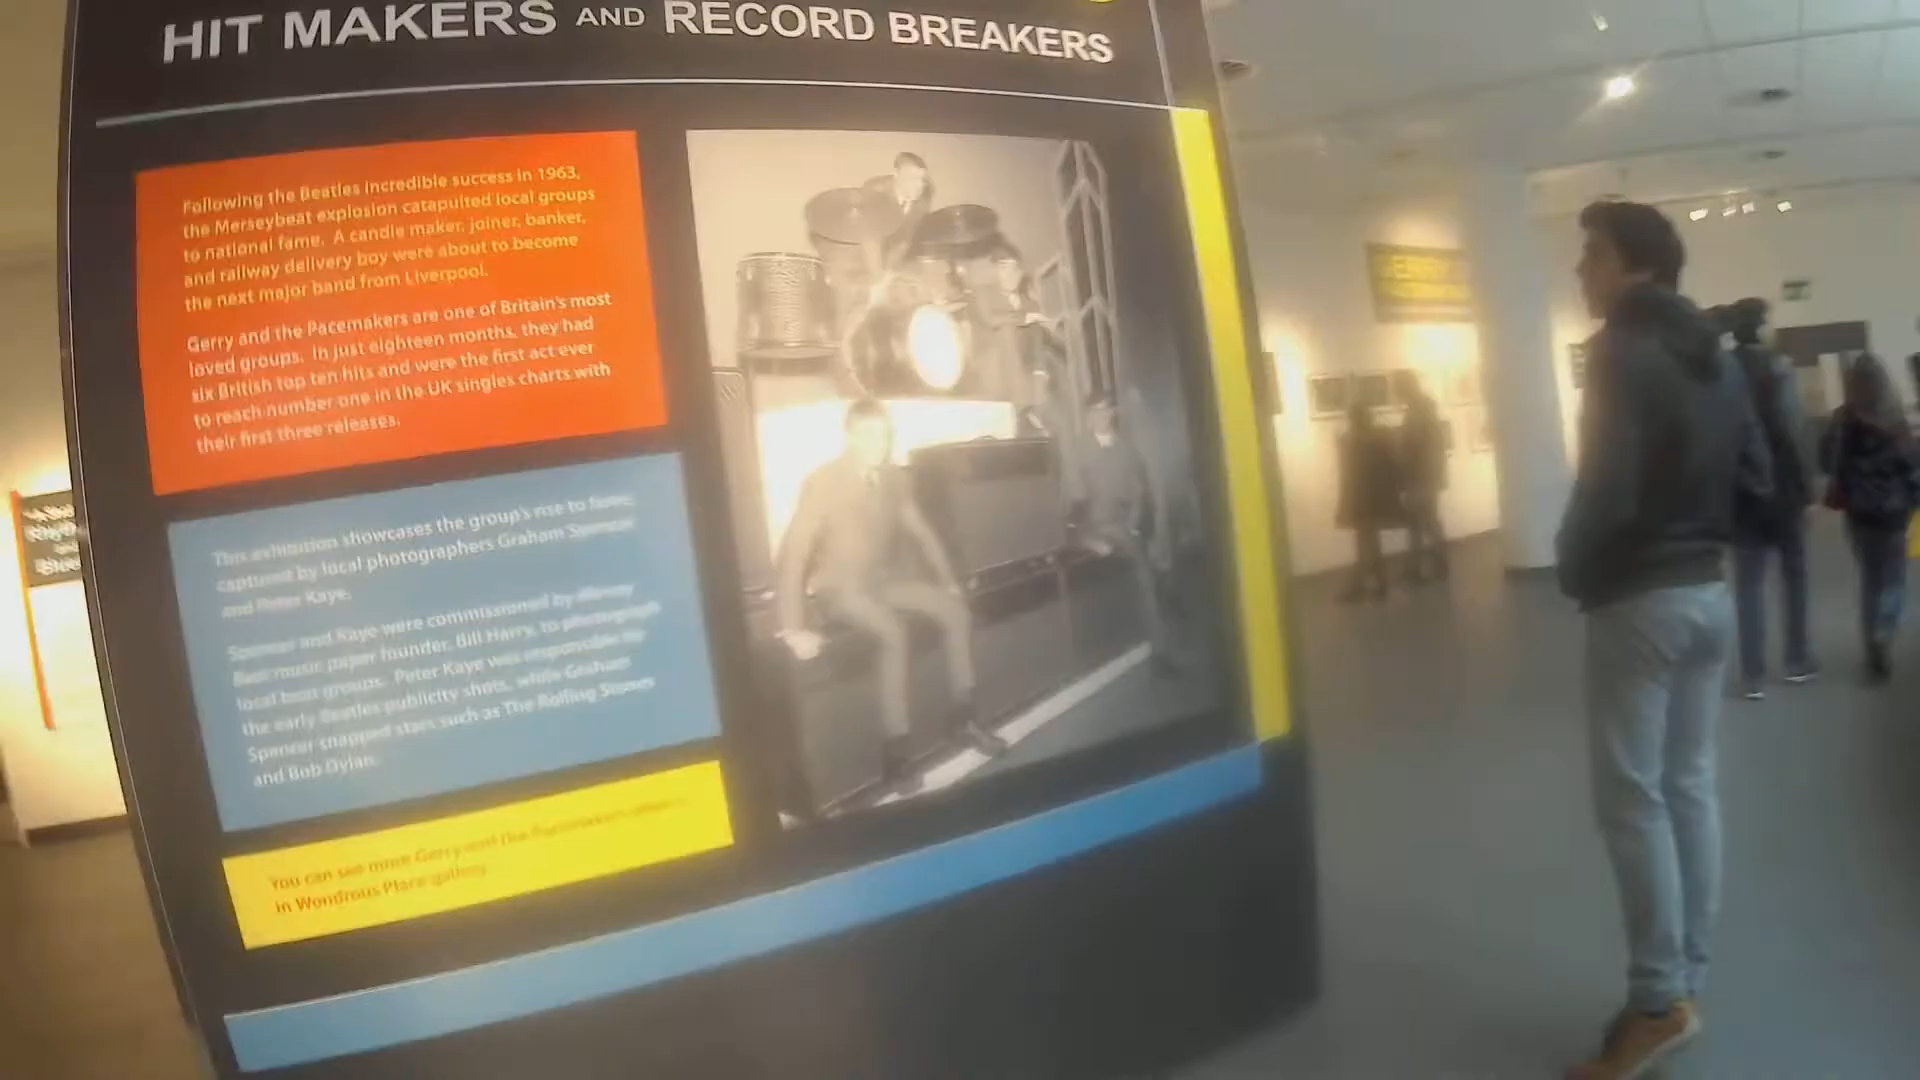 HIT MAKERS AND RECORD BREAKERS
Following the Beatles incredible success in 1963,
the Merseybeat explosion catapulted local groups
to national fame. A candle maker, joiner, banker,
and railway delivery boy were about to become
the next major band from Liverpool.
Gerry and the Pacemakers are one of Britain's most
loved groups. In just eighteen months, they had
six British top ten hits and were the first act ever
to reach number one in the UK singles charts with
their first three releases.
This exhibition showcases the group's rise to fame,
captured by local photographers Graham Spencer
and Peter Kaye.
Spencer and Kaye were commissioned by Mersey
Beat music paper founder, Bill Harry, to photograph
local beat groups. Peter Kaye was responsible for
the early Beatles publicity shots, while Graham
Spencer snapped stars such as The Rolling Stones
and Bob Dylan.
You can see more Gerry and the Pacemakers
in Wondrous Place gallery